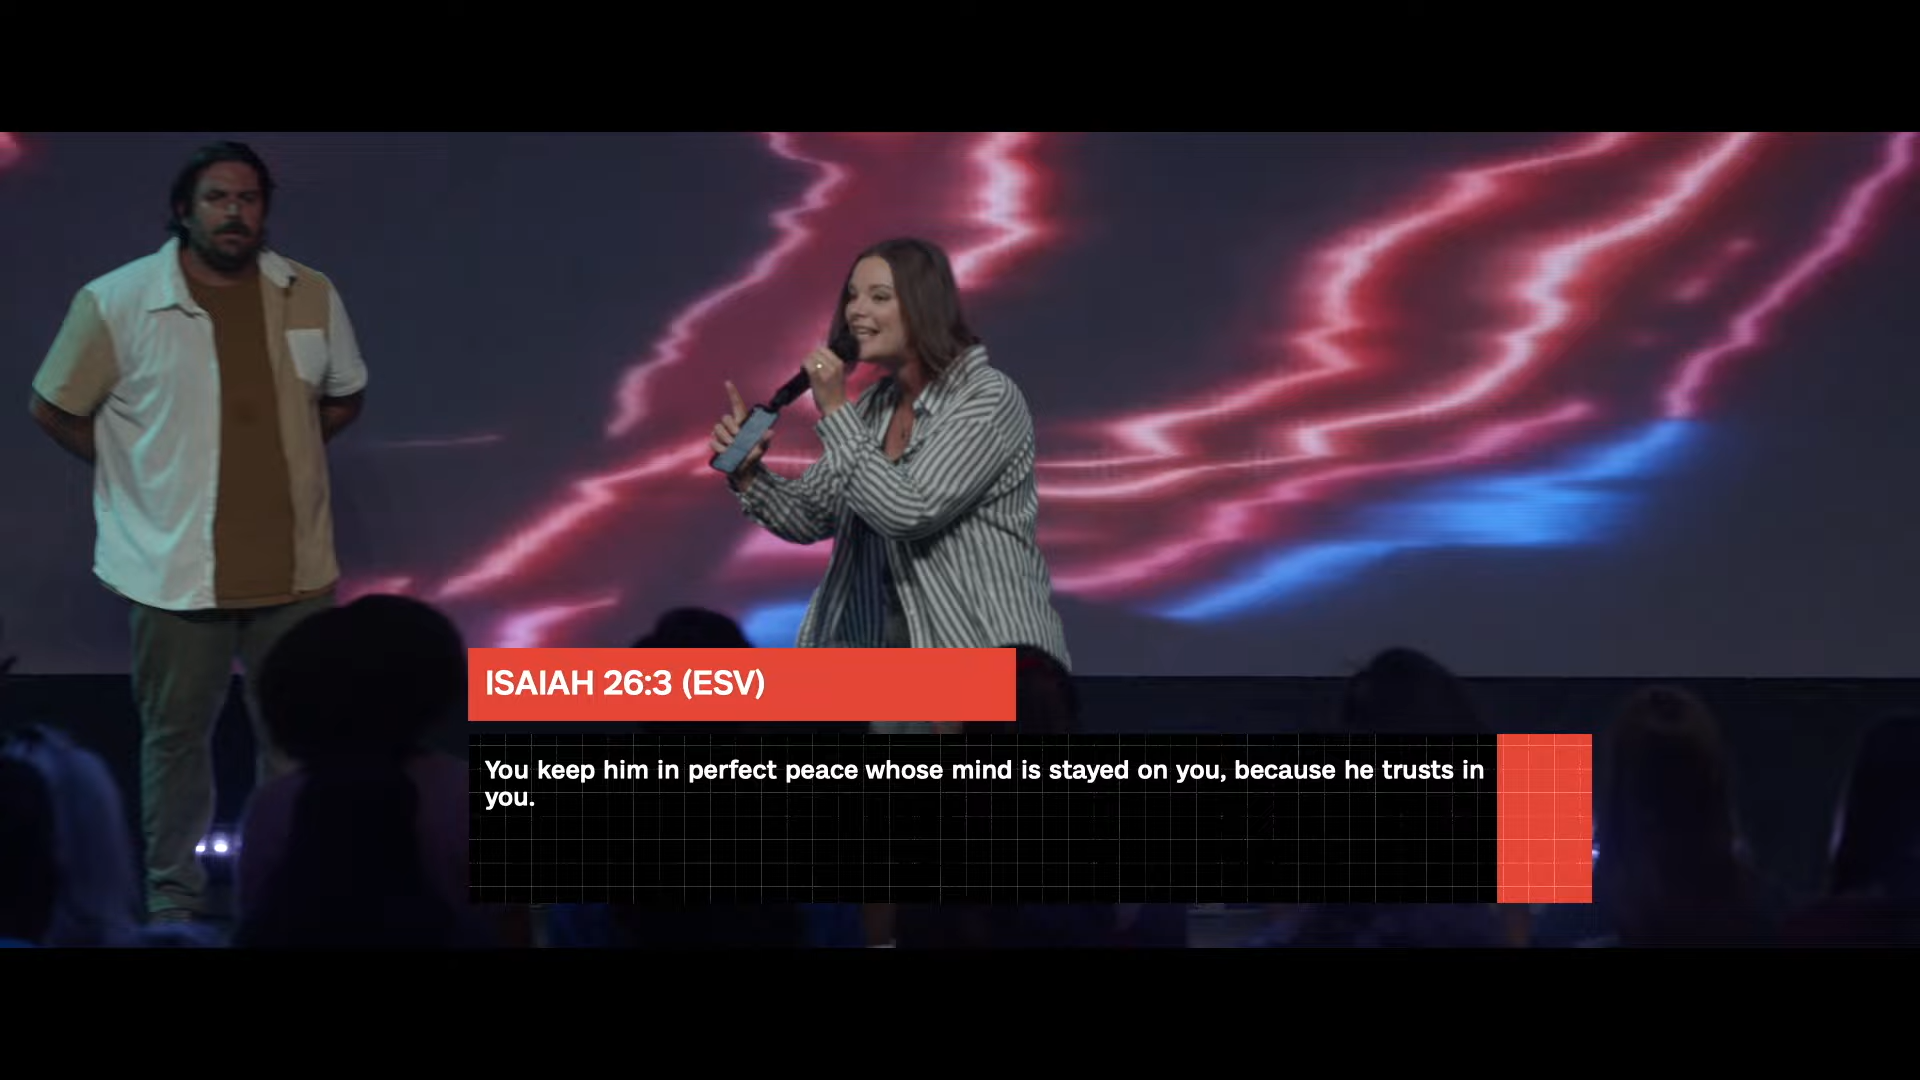 ISAIAH 26:3 (ESV)
You keep him in perfect peace whose mind is stayed on you, because he trusts in
you.